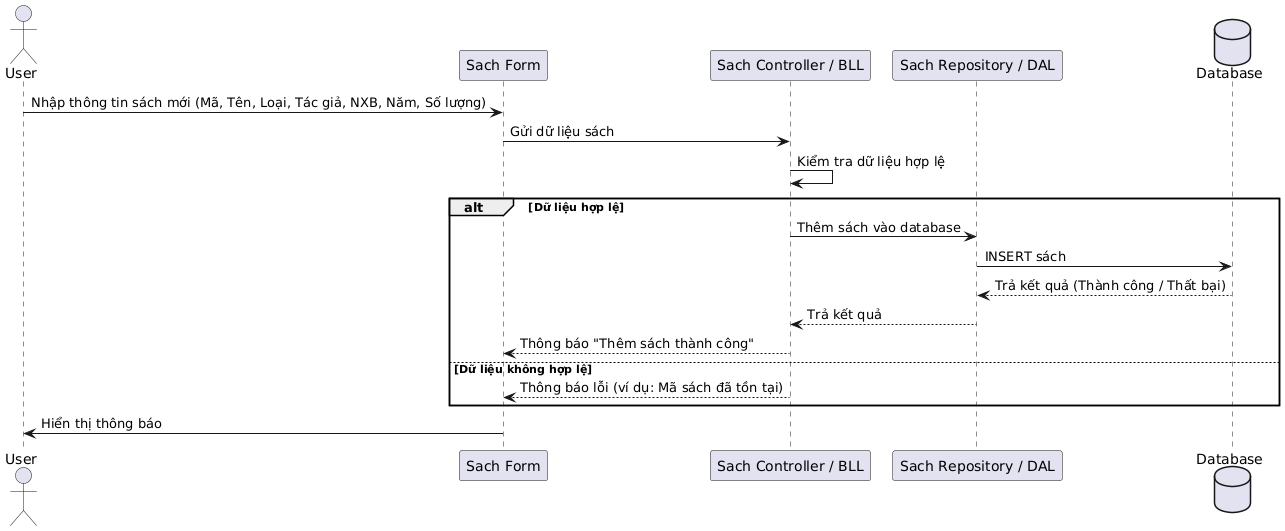 User
Sach Form
Sach Controller / BLL
Sach Repository / DAL
Database
Nhập thông tin sách mới (Mã, Tên, Loại, Tác giả, NXB, Năm, Số lượng)
Gửi dữ liệu sách
Kiểm tra dữ liệu hợp lệ
alt [Dữ liệu hợp lệ]
Thêm sách vào database
INSERT sách
Trả kết quả (Thành công / Thất bại)
Trả kết quả
Thông báo "Thêm sách thành công"
[Dữ liệu không hợp lệ]
Thông báo lỗi (ví dụ: Mã sách đã tồn tại)
Hiển thị thông báo
User
Sach Form
Sach Controller / BLL
Sach Repository / DAL
Database